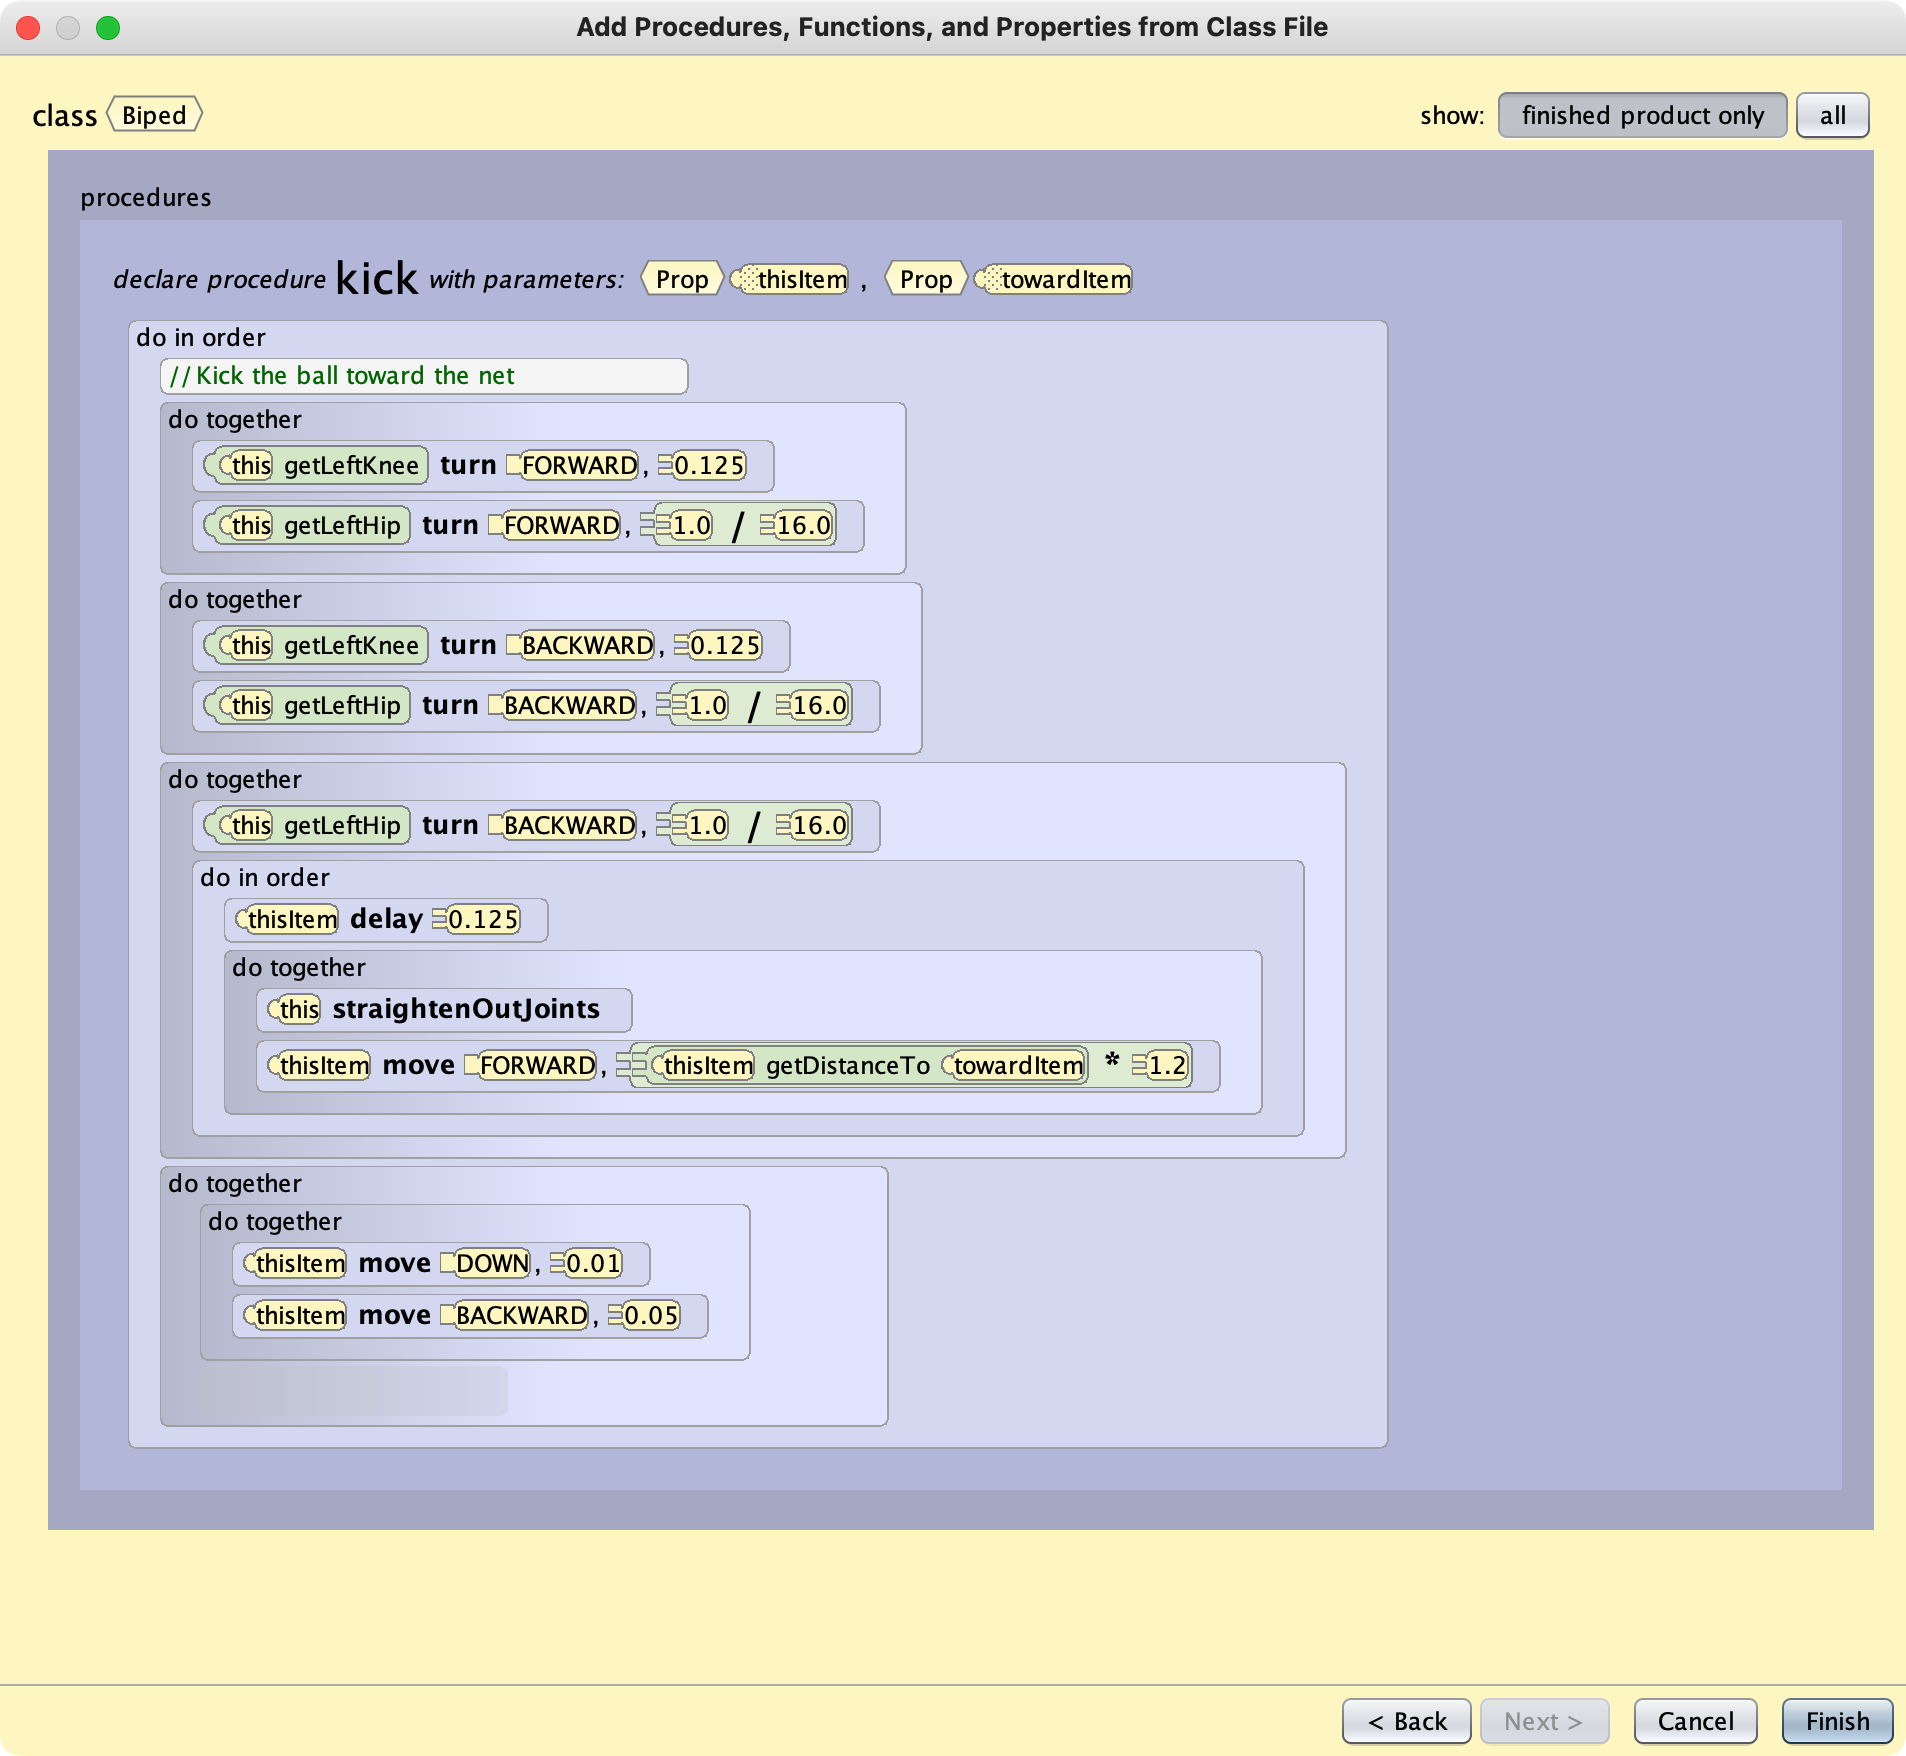 Add Procedures, Functions, and Properties from Class File
class Biped show: finished product only all
procedures
declare procedure kick with parameters: Prop thisItem , Prop towardItem
do in order
// Kick the ball toward the net
do together
this getLeftKnee turn FORWARD, 0.125
this getLeftHip turn FORWARD, 1.0 / 16.0
do together
this getLeftKnee turn BACKWARD, 0.125
this getLeftHip turn BACKWARD, 1.0 / 16.0
do together
this getLeftHip turn BACKWARD, 1.0 / 16.0
do in order
thisItem delay 0.125
do together
this straightenOutJoints
thisItem move FORWARD, thisItem getDistanceTo towardItem * 1.2
do together
do together
thisItem move DOWN, 0.01
thisItem move BACKWARD, 0.05
< Back Next > Cancel Finish